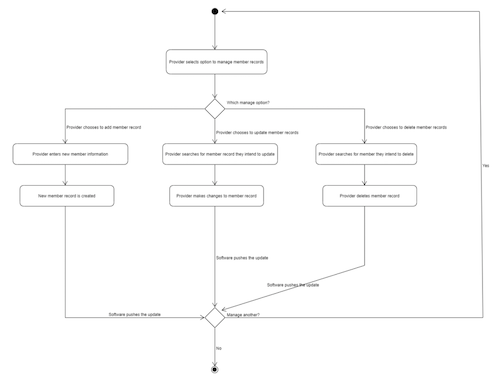 Provider selects option to manage member records
Which manage option?
Provider chooses to add member record
Provider chooses to update member records
Provider chooses to delete member records
Provider enters new member information
Provider searches for member record they intend to update
Provider searches for member they intend to delete
Yes
New member record is created
Provider makes changes to member record
Provider deletes member record
Software pushes the update
Software pushes the update
Software pushes the update
Manage another?
No